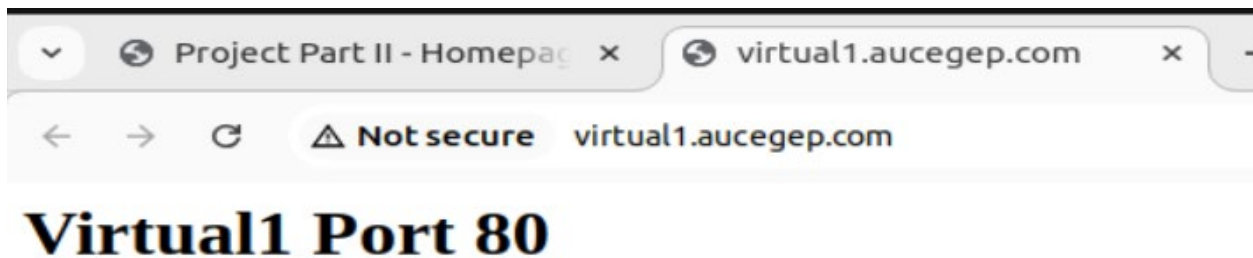 Project Part II - Homepag virtual1.aucegep.com
Not secure virtual1.aucegep.com
Virtual1 Port 80